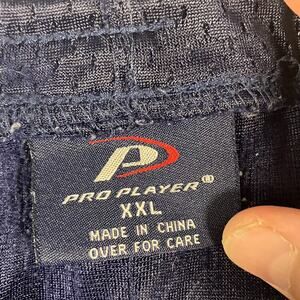 PRO PLAYER®
XXL
MADE IN CHINA
OVER FOR CARE